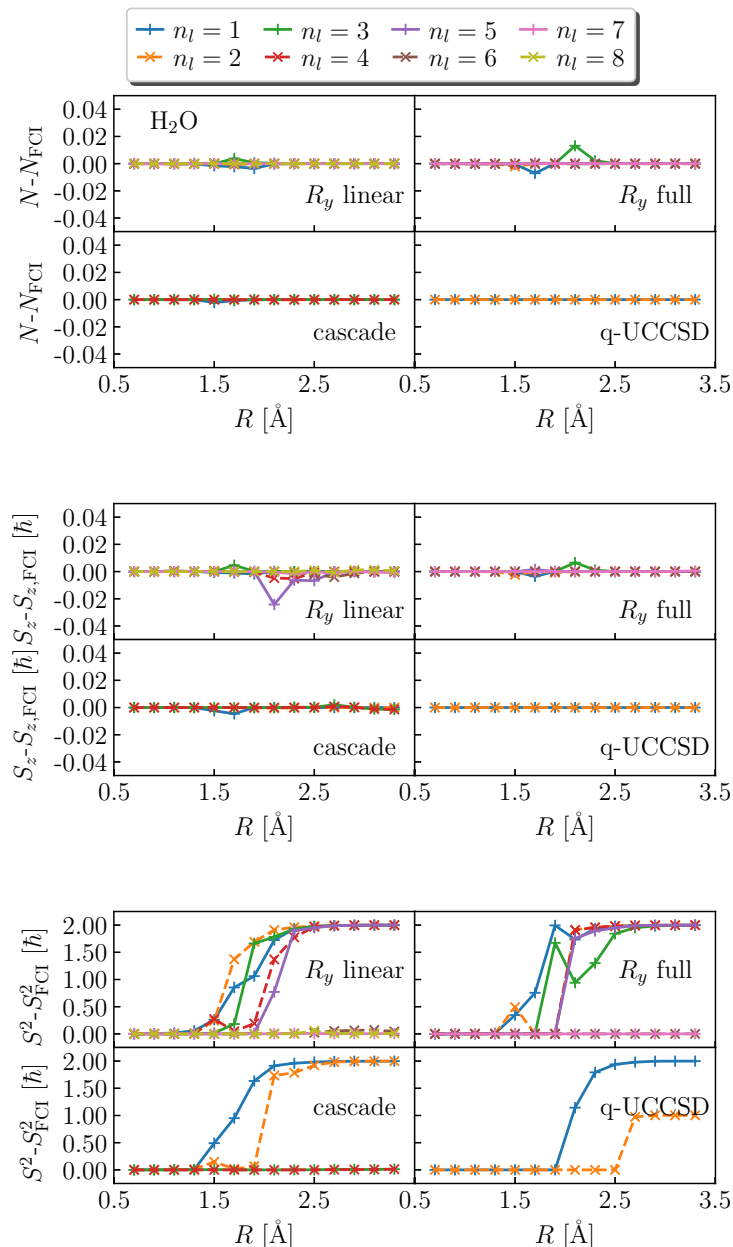 n_l = 1 n_l = 3 n_l = 5 n_l = 7
n_l = 2 n_l = 4 n_l = 6 n_l = 8
N-N_FCI
0.04
0.02
0.00
-0.02
-0.04
H₂O
R_y linear
R_y full
N-N_FCI
0.04
0.02
0.00
-0.02
-0.04
cascade
q-UCCSD
0.5 1.5 2.5 0.5 1.5 2.5 3.5
R [Å] R [Å]
S_z-S_z,FCI [ħ]
0.04
0.02
0.00
-0.02
-0.04
R_y linear
R_y full
S_z-S_z,FCI [ħ]
0.04
0.02
0.00
-0.02
-0.04
cascade
q-UCCSD
0.5 1.5 2.5 0.5 1.5 2.5 3.5
R [Å] R [Å]
S²-S²_FCI [ħ]
2.00
1.50
1.00
0.50
0.00
R_y linear
R_y full
S²-S²_FCI [ħ]
2.00
1.50
1.00
0.50
0.00
cascade
q-UCCSD
0.5 1.5 2.5 0.5 1.5 2.5 3.5
R [Å] R [Å]